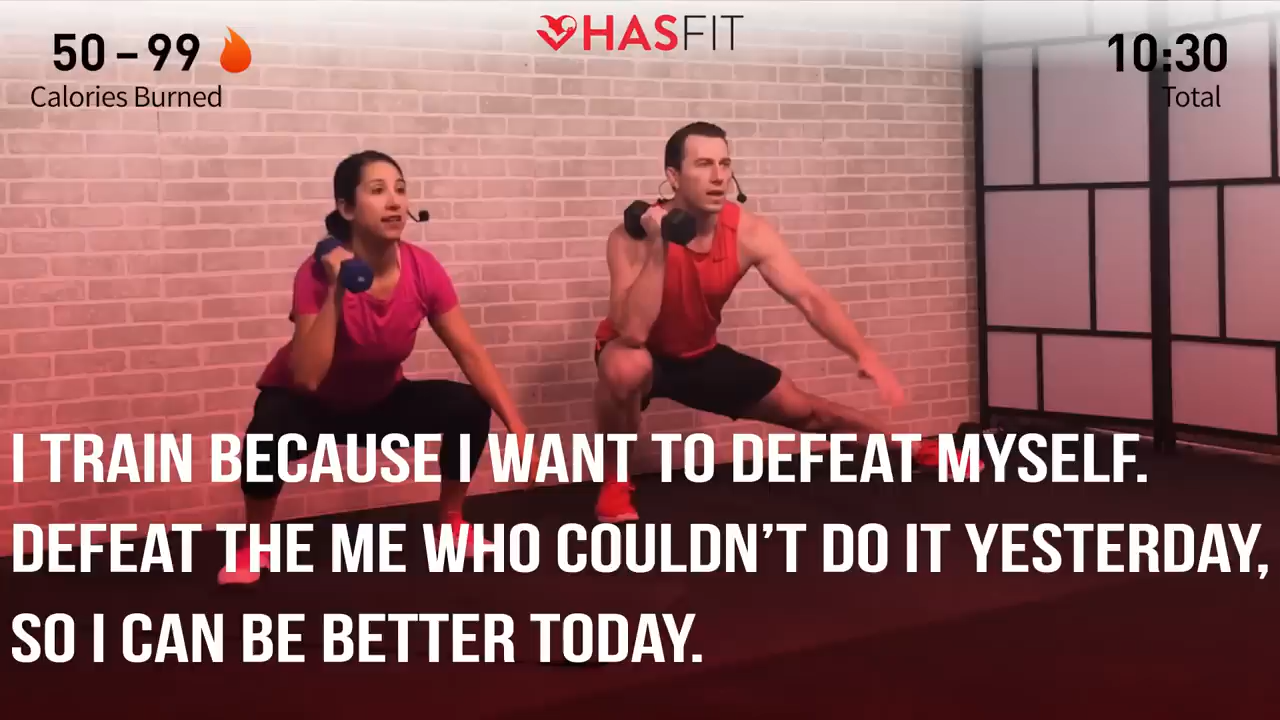 50 – 99
Calories Burned
HASFIT
10:30
Total
I TRAIN BECAUSE I WANT TO DEFEAT MYSELF.
DEFEAT THE ME WHO COULDN’T DO IT YESTERDAY,
SO I CAN BE BETTER TODAY.